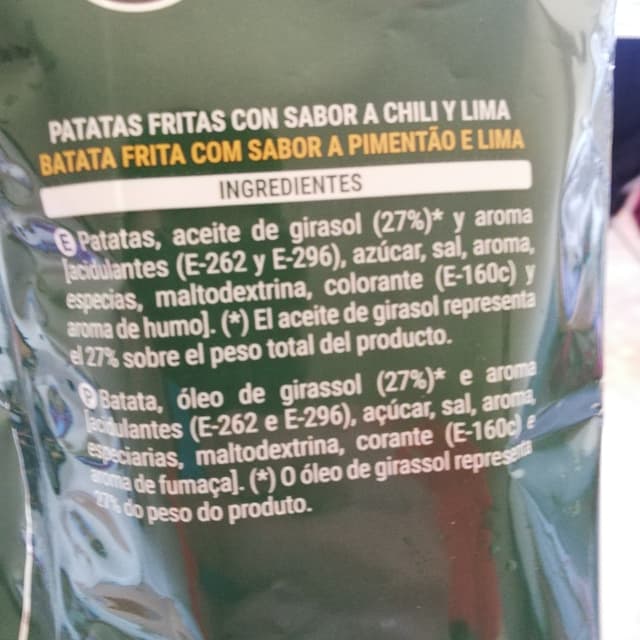 PATATAS FRITAS CON SABOR A CHILI Y LIMA
BATATA FRITA COM SABOR A PIMENTÃO E LIMA
INGREDIENTES
E Patatas, aceite de girasol (27%)* y aroma
[acidulantes (E-262 y E-296), azúcar, sal, aroma,
especias, maltodextrina, colorante (E-160c) y
aroma de humo]. (*) El aceite de girasol representa
el 27% sobre el peso total del producto.
P Batata, óleo de girassol (27%)* e aroma
[acidulantes (E-262 e E-296), açúcar, sal, aroma,
especiarias, maltodextrina, corante (E-160c) e
aroma de fumaça]. (*) O óleo de girassol representa
27% do peso do produto.